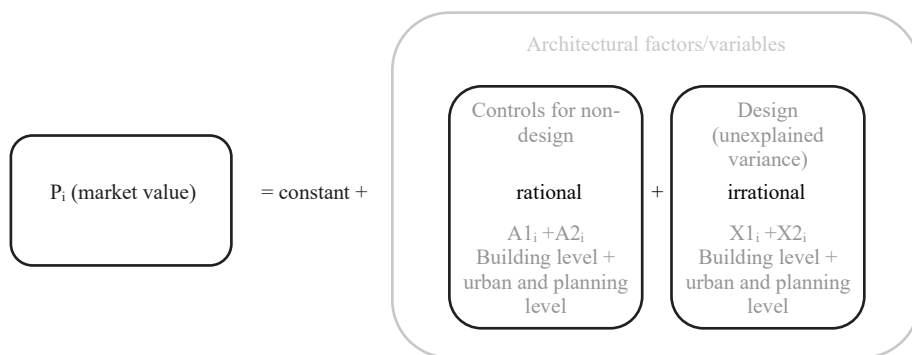 Architectural factors/variables
Controls for non-
design
rational
A1ᵢ +A2ᵢ
Building level +
urban and planning
level
Design
(unexplained
variance)
irrational
X1ᵢ +X2ᵢ
Building level +
urban and planning
level
Pᵢ (market value)
= constant +
+